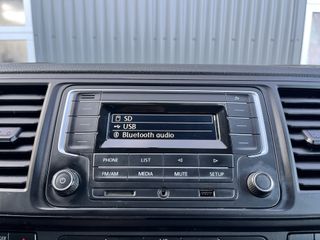 SD
USB
Bluetooth audio
PHONE LIST
FM/AM MEDIA MUTE SETUP